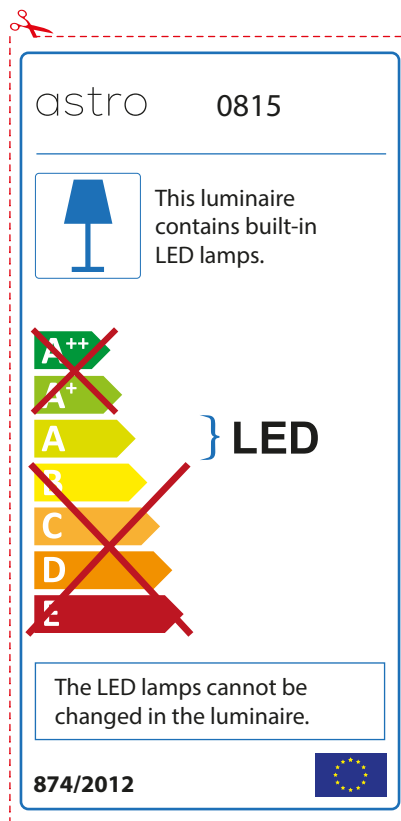 astro 0815
This luminaire
contains built-in
LED lamps.
A++
A+
A
} LED
B
C
D
E
The LED lamps cannot be
changed in the luminaire.
874/2012